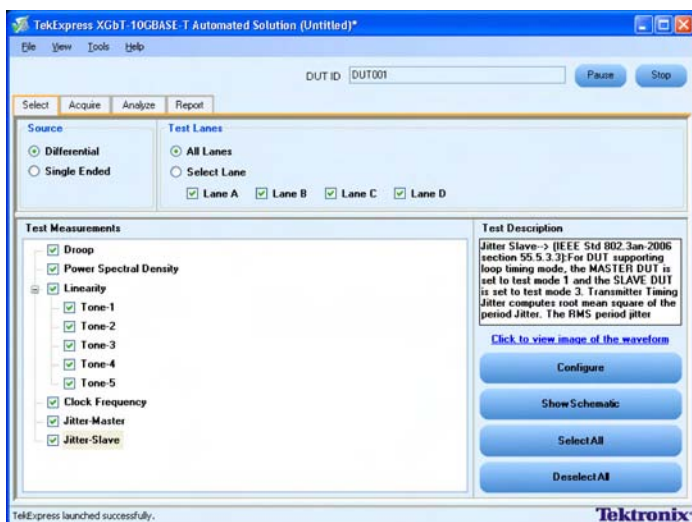 TekExpress XGbT-10GBASE-T Automated Solution (Untitled)*
File View Tools Help
DUT ID DUT001 Pause Stop
Select Acquire Analyze Report
Source
Differential
Single Ended
Test Lanes
All Lanes
Select Lane
Lane A Lane B Lane C Lane D
Test Measurements
Droop
Power Spectral Density
Linearity
Tone-1
Tone-2
Tone-3
Tone-4
Tone-5
Clock Frequency
Jitter-Master
Jitter-Slave
Test Description
Jitter Slave--> [IEEE Std 802.3an-2006
section 55.5.3.3]:For DUT supporting
loop timing mode, the MASTER DUT is
set to test mode 1 and the SLAVE DUT
is set to test mode 3. Transmitter Timing
Jitter computes root mean square of the
period Jitter. The RMS period jitter
Click to view image of the waveform
Configure
Show Schematic
Select All
Deselect All
TekExpress launched successfully.
Tektronix